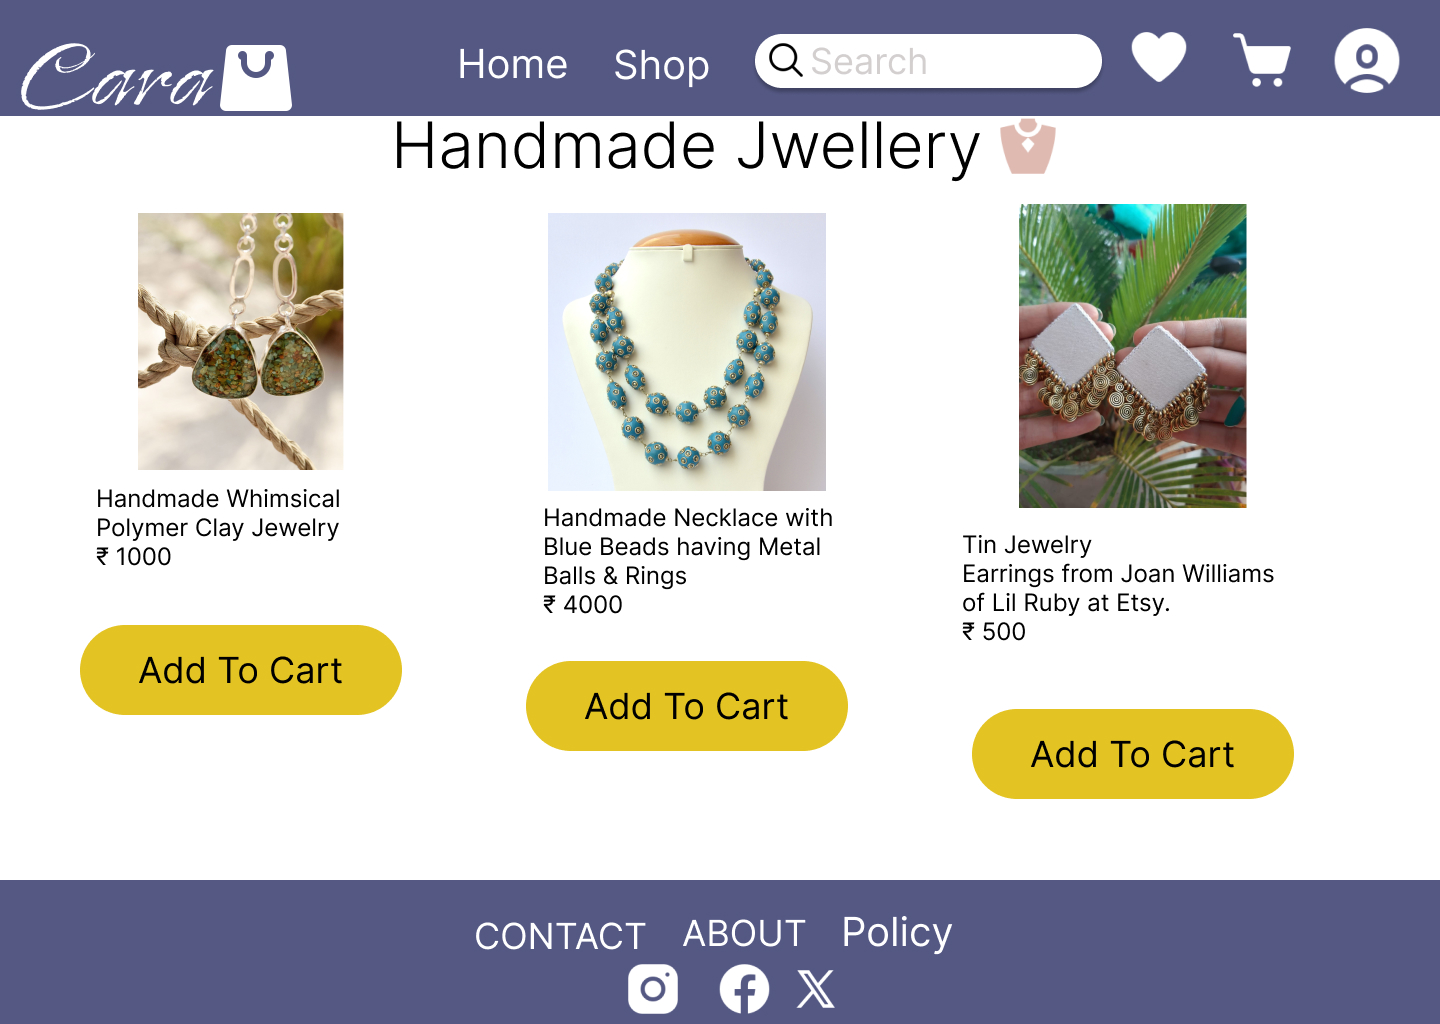 Cara
Home
Shop
Search
Handmade Jwellery
Handmade Whimsical
Polymer Clay Jewelry
₹ 1000
Add To Cart
Handmade Necklace with
Blue Beads having Metal
Balls & Rings
₹ 4000
Add To Cart
Tin Jewelry
Earrings from Joan Williams
of Lil Ruby at Etsy.
₹ 500
Add To Cart
CONTACT
ABOUT
Policy